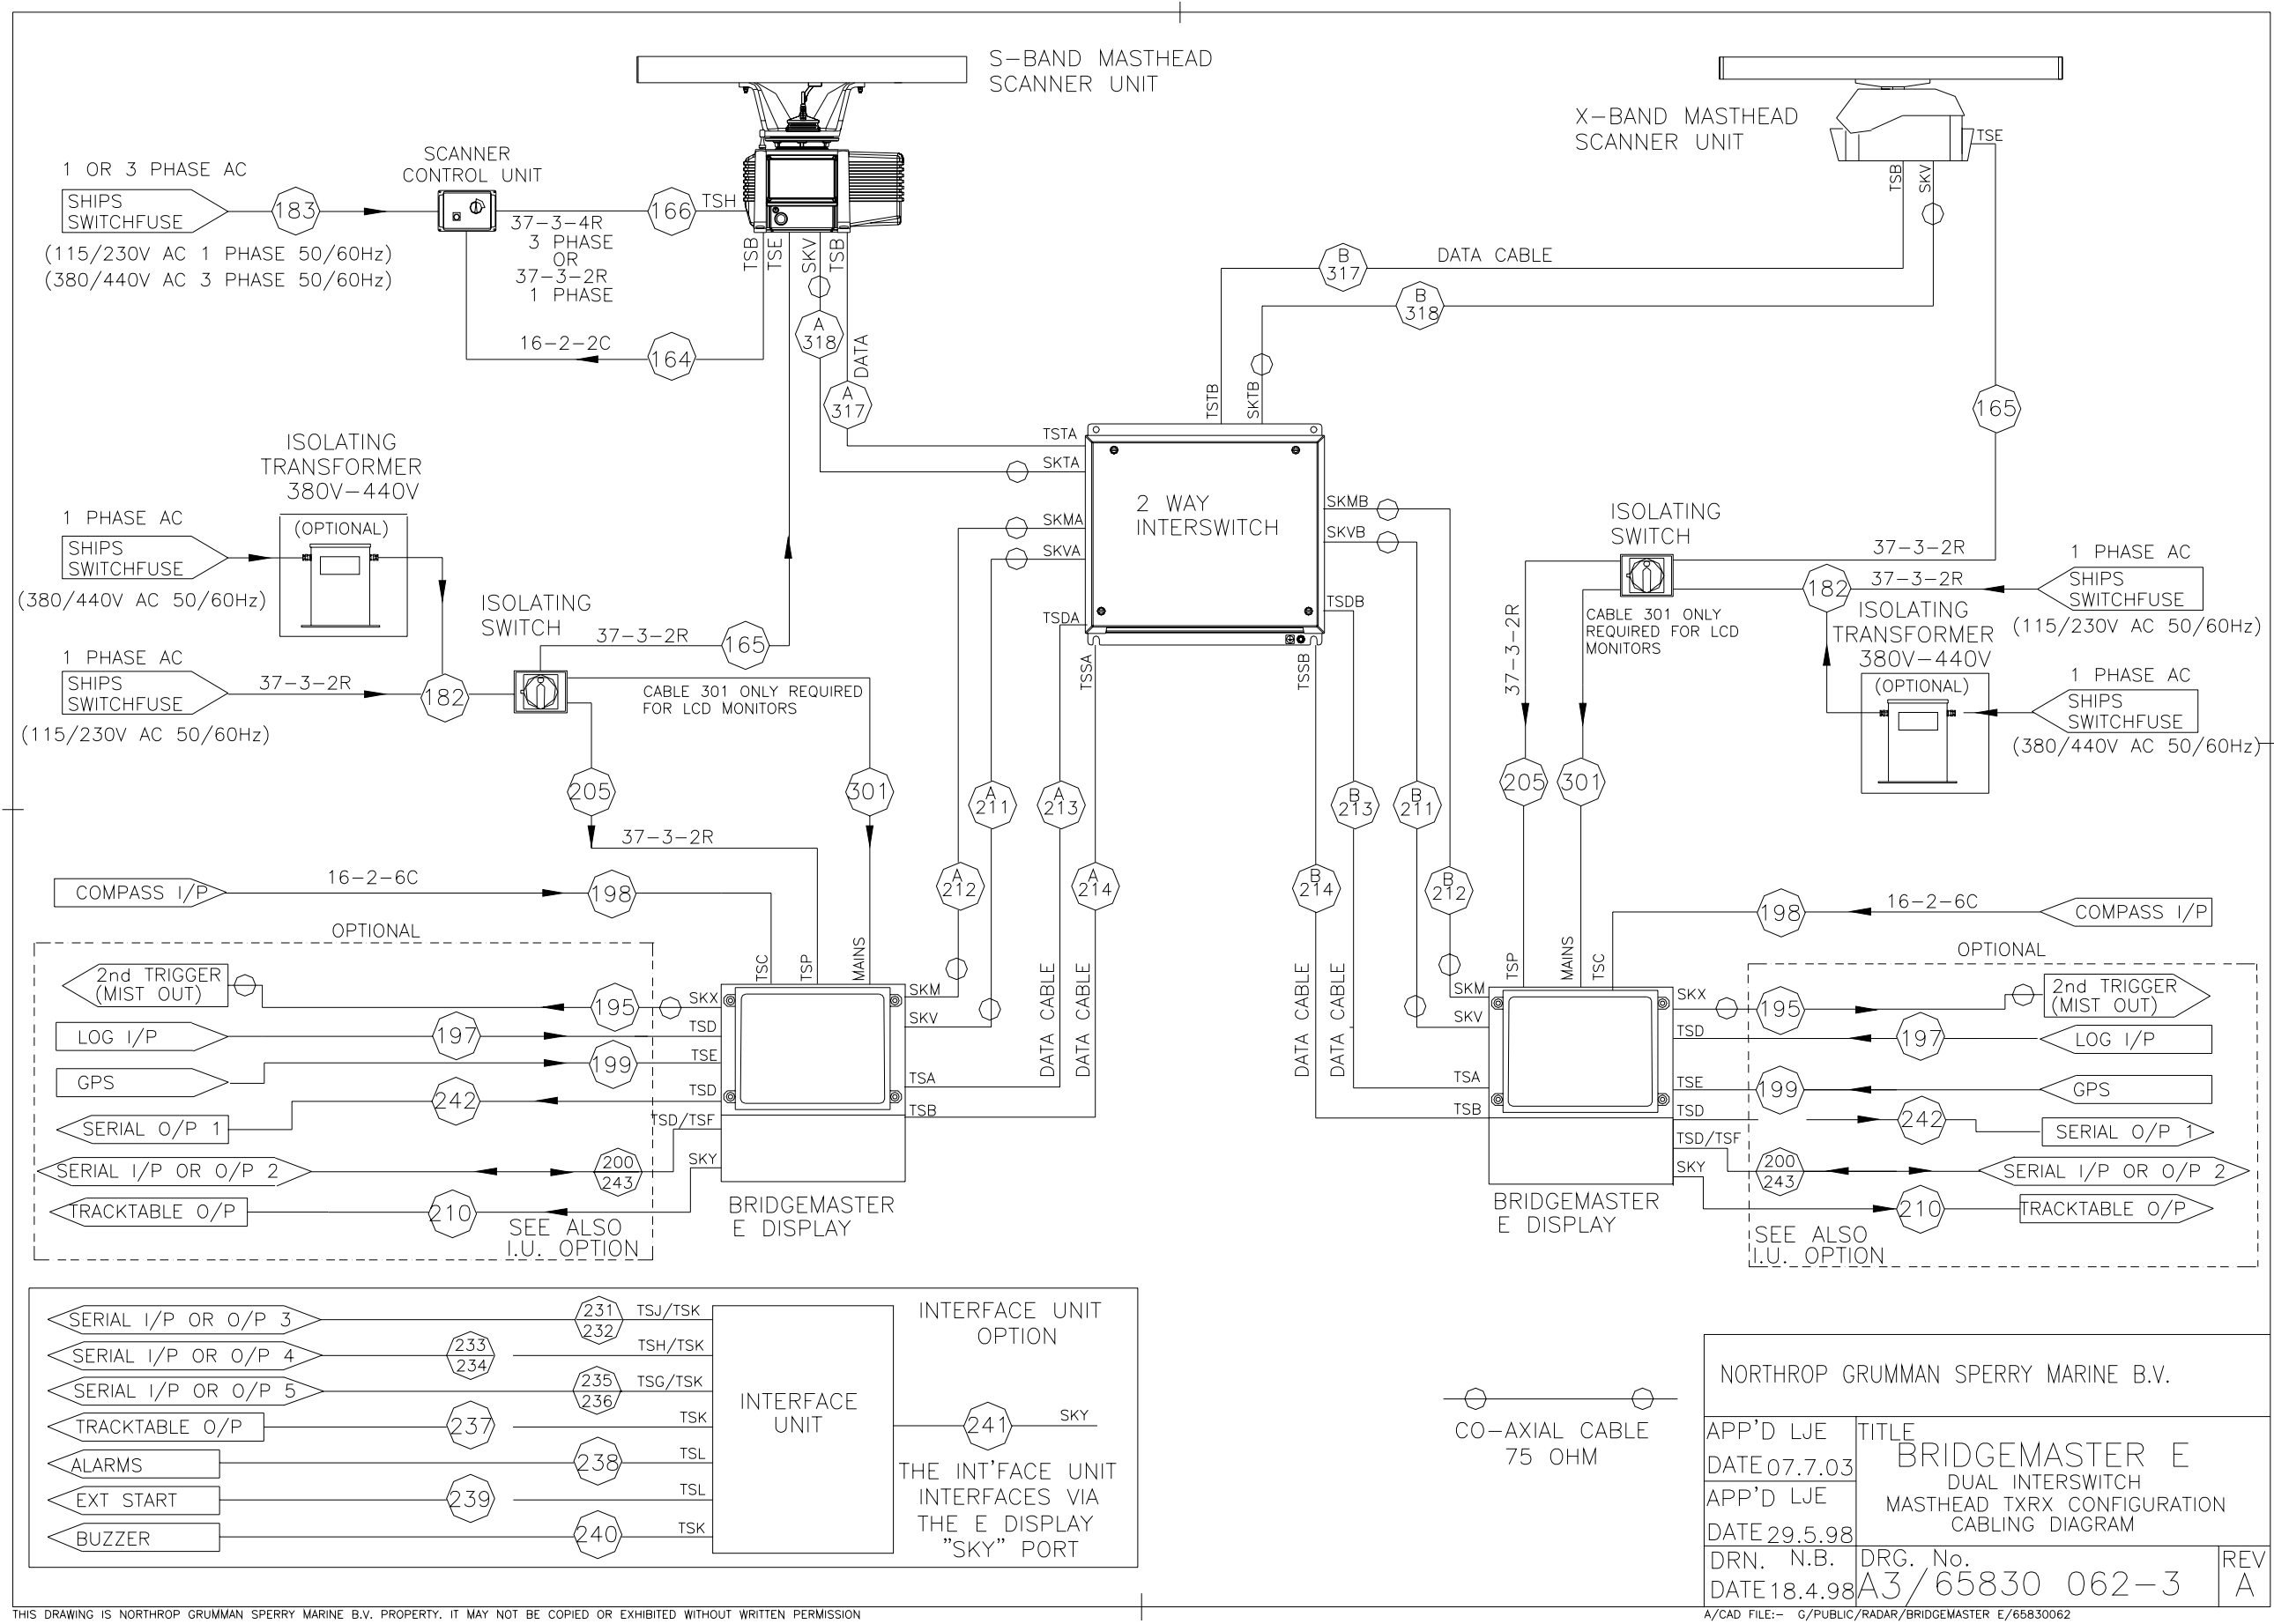 S-BAND MASTHEAD
SCANNER UNIT
X-BAND MASTHEAD
SCANNER UNIT
TSE
TSB
SKV
1 OR 3 PHASE AC
SHIPS
SWITCHFUSE
183
(115/230V AC 1 PHASE 50/60Hz)
(380/440V AC 3 PHASE 50/60Hz)
SCANNER
CONTROL UNIT
37-3-4R
3 PHASE
OR
37-3-2R
1 PHASE
166
TSH
TSB
TSE
SKV
TSB
16-2-2C
164
A
318
DATA
A
317
B
317
DATA CABLE
B
318
165
TSTB
SKTB
TSTA
SKTA
SKMA
SKVA
TSDA
TSSA
2 WAY
INTERSWITCH
SKMB
SKVB
TSDB
TSSB
ISOLATING
TRANSFORMER
380V-440V
(OPTIONAL)
1 PHASE AC
SHIPS
SWITCHFUSE
(380/440V AC 50/60Hz)
1 PHASE AC
SHIPS
SWITCHFUSE
(115/230V AC 50/60Hz)
37-3-2R
182
ISOLATING
SWITCH
37-3-2R
165
CABLE 301 ONLY REQUIRED
FOR LCD MONITORS
205
301
37-3-2R
ISOLATING
SWITCH
37-3-2R
182
37-3-2R
1 PHASE AC
SHIPS
SWITCHFUSE
(115/230V AC 50/60Hz)
CABLE 301 ONLY
REQUIRED FOR LCD
MONITORS
ISOLATING
TRANSFORMER
380V-440V
(OPTIONAL)
1 PHASE AC
SHIPS
SWITCHFUSE
(380/440V AC 50/60Hz)
37-3-2R
205
301
A
211
A
213
A
212
A
214
B
213
B
211
B
214
B
212
COMPASS I/P
16-2-6C
198
OPTIONAL
2nd TRIGGER
(MIST OUT)
195
SKX
LOG I/P
197
TSD
GPS
199
TSE
SERIAL O/P 1
242
TSD
TSD/TSF
SERIAL I/P OR O/P 2
200
243
SKY
TRACKTABLE O/P
210
SEE ALSO
I.U. OPTION
TSC
TSP
MAINS
SKM
SKV
TSA
TSB
DATA CABLE
DATA CABLE
BRIDGEMASTER
E DISPLAY
DATA CABLE
DATA CABLE
SKM
SKV
TSA
TSB
TSP
MAINS
TSC
BRIDGEMASTER
E DISPLAY
198
16-2-6C
COMPASS I/P
OPTIONAL
SKX
195
2nd TRIGGER
(MIST OUT)
TSD
197
LOG I/P
TSE
199
GPS
TSD
242
SERIAL O/P 1
TSD/TSF
200
243
SERIAL I/P OR O/P 2
SKY
210
TRACKTABLE O/P
SEE ALSO
I.U. OPTION
SERIAL I/P OR O/P 3
231
232
TSJ/TSK
SERIAL I/P OR O/P 4
233
234
TSH/TSK
SERIAL I/P OR O/P 5
235
236
TSG/TSK
TRACKTABLE O/P
237
TSK
ALARMS
238
TSL
EXT START
239
TSL
BUZZER
240
TSK
INTERFACE
UNIT
INTERFACE UNIT
OPTION
241
SKY
THE INT'FACE UNIT
INTERFACES VIA
THE E DISPLAY
"SKY" PORT
CO-AXIAL CABLE
75 OHM
NORTHROP GRUMMAN SPERRY MARINE B.V.
APP'D LJE
DATE 07.7.03
APP'D LJE
DATE 29.5.98
DRN. N.B.
DATE 18.4.98
TITLE
BRIDGEMASTER E
DUAL INTERSWITCH
MASTHEAD TXRX CONFIGURATION
CABLING DIAGRAM
DRG. No.
A3/65830 062-3
REV
A
THIS DRAWING IS NORTHROP GRUMMAN SPERRY MARINE B.V. PROPERTY. IT MAY NOT BE COPIED OR EXHIBITED WITHOUT WRITTEN PERMISSION
A/CAD FILE:- G/PUBLIC/RADAR/BRIDGEMASTER E/65830062